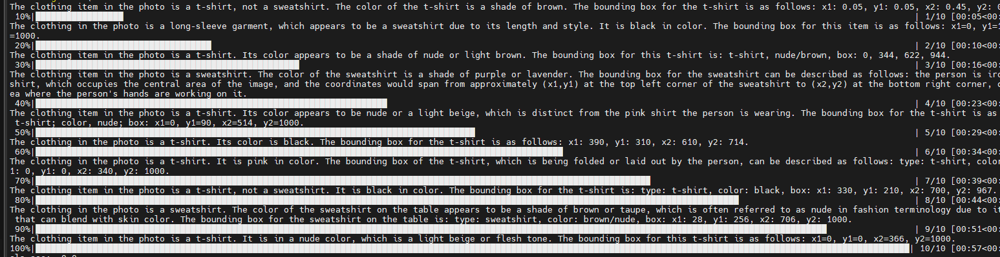 The clothing item in the photo is a t-shirt, not a sweatshirt. The color of the t-shirt is a shade of brown. The bounding box for the t-shirt is as follows: x1: 0.05, y1: 0.05, x2: 0.45, y2:
10%| | 1/10 [00:05<00:
The clothing in the photo is a long-sleeve garment, which appears to be a sweatshirt due to its length and style. It is black in color. The bounding box for this item is as follows: x1=0, y1=
=1000.
20%| | 2/10 [00:10<00:
The clothing in the photo is a t-shirt. Its color appears to be a shade of nude or light brown. The bounding box for this t-shirt is: t-shirt, nude/brown, box: 0, 344, 622, 944.
30%| | 3/10 [00:16<00:
The clothing item in the photo is a sweatshirt. The color of the sweatshirt is a shade of purple or lavender. The bounding box for the sweatshirt can be described as follows: the person is iro
shirt, which occupies the central area of the image, and the coordinates would span from approximately (x1,y1) at the top left corner of the sweatshirt to (x2,y2) at the bottom right corner,
ea where the person's hands are working on it.
40%| | 4/10 [00:23<00:
The clothing item in the photo is a t-shirt. Its color appears to be nude or a light beige, which is distinct from the pink shirt the person is wearing. The bounding box for the t-shirt is as
t-shirt; color, nude; box: x1=0, y1=90, x2=514, y2=1000.
50%| | 5/10 [00:29<00:
The clothing in the photo is a t-shirt. Its color is black. The bounding box for the t-shirt is as follows: x1: 390, y1: 310, x2: 610, y2: 714.
60%| | 6/10 [00:34<00:
The clothing in the photo is a t-shirt. It is pink in color. The bounding box of the t-shirt, which is being folded or laid out by the person, can be described as follows: type: t-shirt, color
1: 0, y1: 0, x2: 340, y2: 1000.
70%| | 7/10 [00:39<00:
The clothing item in the photo is a t-shirt, not a sweatshirt. It is black in color. The bounding box for the t-shirt is: type: t-shirt, color: black, box: x1: 330, y1: 210, x2: 700, y2: 967.
80%| | 8/10 [00:44<00:
The clothing in the photo is a sweatshirt. The color of the sweatshirt on the table appears to be a shade of brown or taupe, which is often referred to as nude in fashion terminology due to it
that can blend with skin color. The bounding box for the sweatshirt on the table is: type: sweatshirt, color: brown/nude, box: x1: 28, y1: 256, x2: 706, y2: 1000.
90%| | 9/10 [00:51<00:
The clothing item in the photo is a t-shirt. It is in a nude color, which is a light beige or flesh tone. The bounding box for this t-shirt is as follows: x1=0, y1=0, x2=366, y2=1000.
100%| | 10/10 [00:57<00: